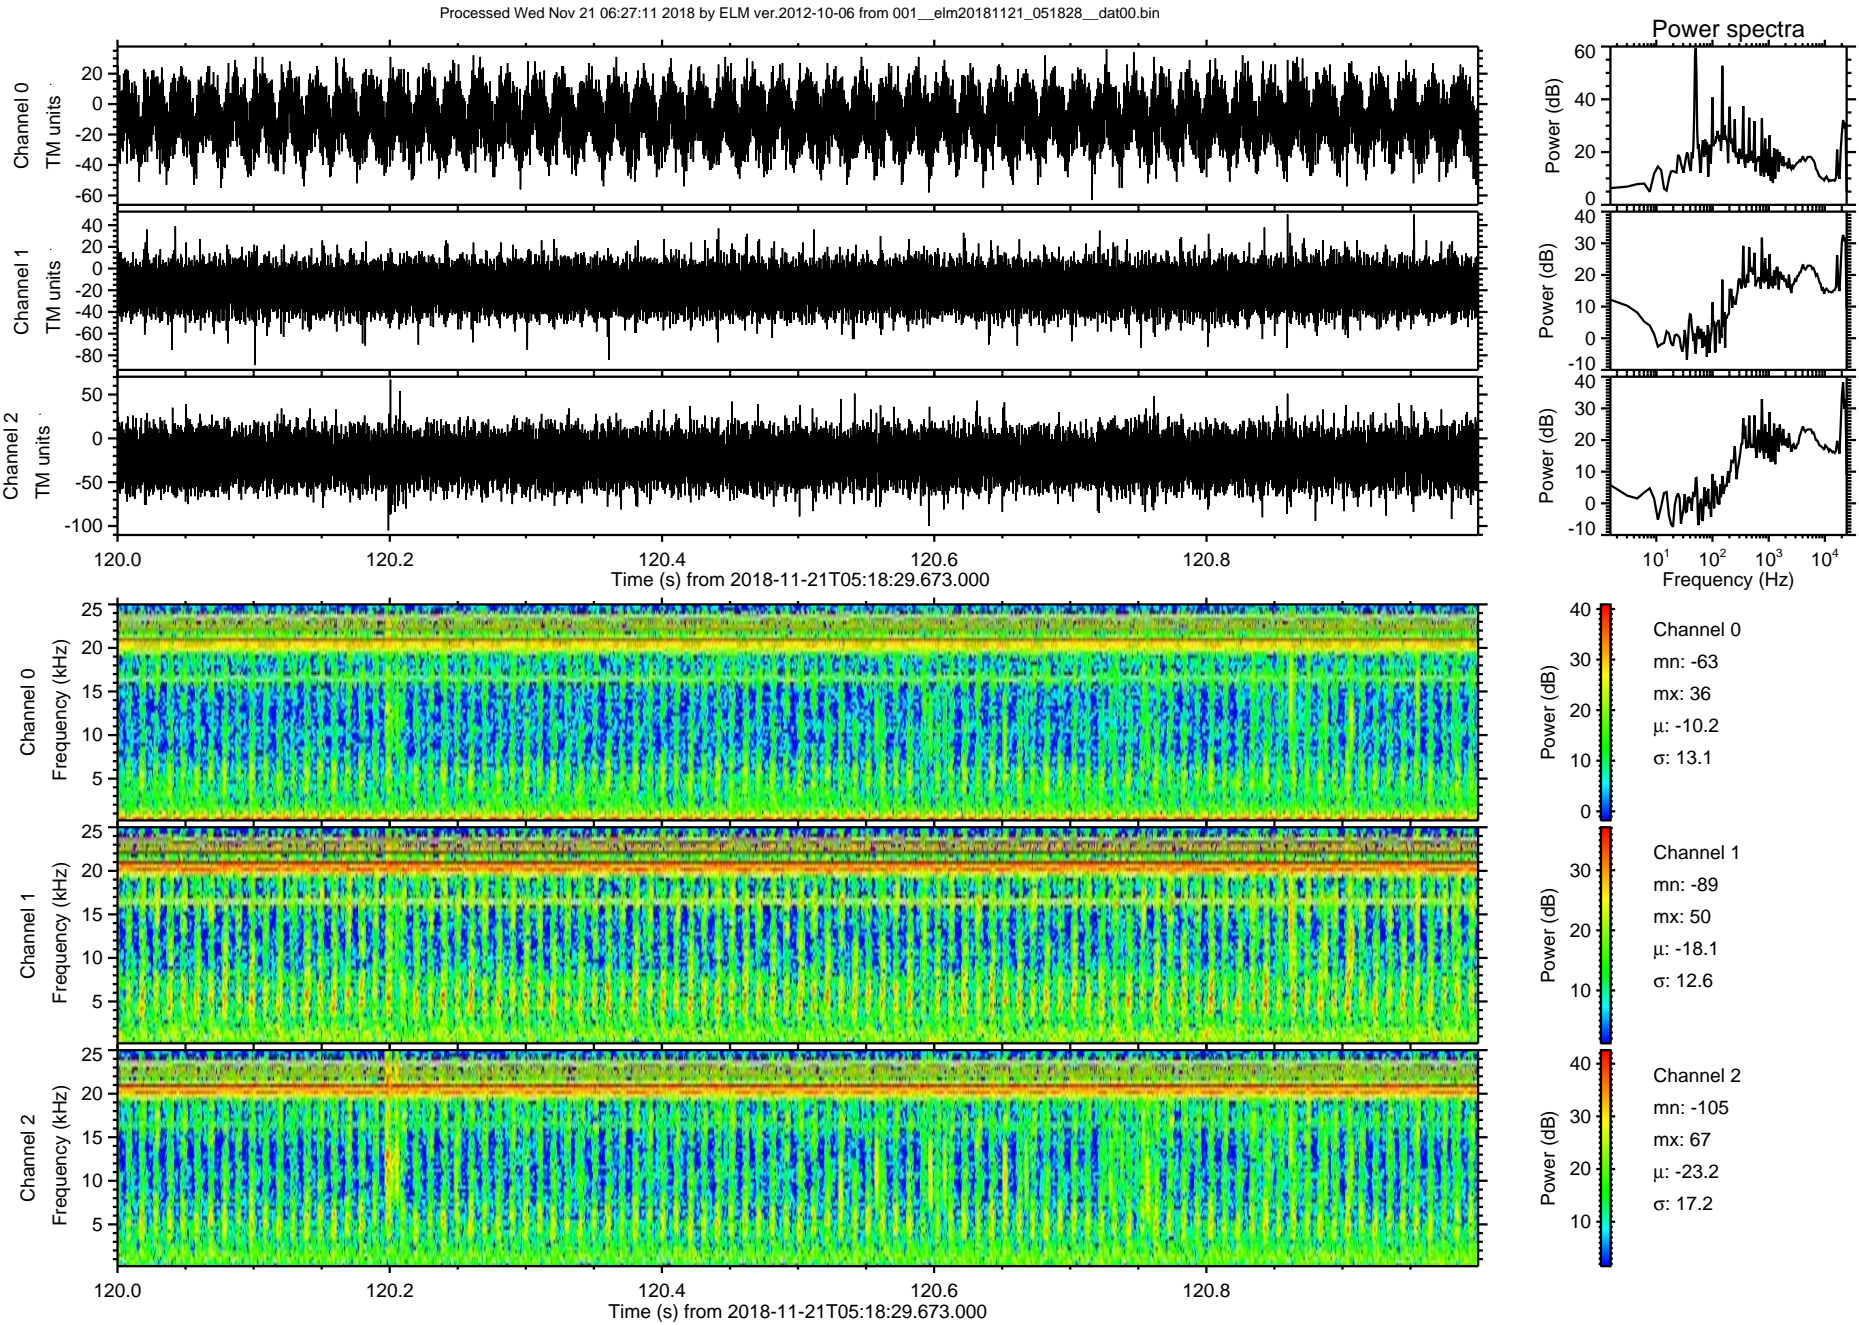 Processed Wed Nov 21 06:27:11 2018 by ELM ver.2012-10-06 from 001__elm20181121_051828__dat00.bin
Power spectra
Channel 0
TM units
20
0
-20
-40
-60
Power (dB)
60
40
20
0
Channel 1
TM units
40
20
0
-20
-40
-60
-80
Power (dB)
40
30
20
10
0
-10
Channel 2
TM units
50
0
-50
-100
Power (dB)
40
30
20
10
0
-10
120.0 120.2 120.4 120.6 120.8
Time (s) from 2018-11-21T05:18:29.673.000
10¹ 10² 10³ 10⁴
Frequency (Hz)
Channel 0
Frequency (kHz)
25
20
15
10
5
Power (dB)
40
30
20
10
0
Channel 0
mn: -63
mx: 36
μ: -10.2
σ: 13.1
Channel 1
Frequency (kHz)
25
20
15
10
5
Power (dB)
30
20
10
Channel 1
mn: -89
mx: 50
μ: -18.1
σ: 12.6
Channel 2
Frequency (kHz)
25
20
15
10
5
Power (dB)
40
30
20
10
Channel 2
mn: -105
mx: 67
μ: -23.2
σ: 17.2
120.0 120.2 120.4 120.6 120.8
Time (s) from 2018-11-21T05:18:29.673.000